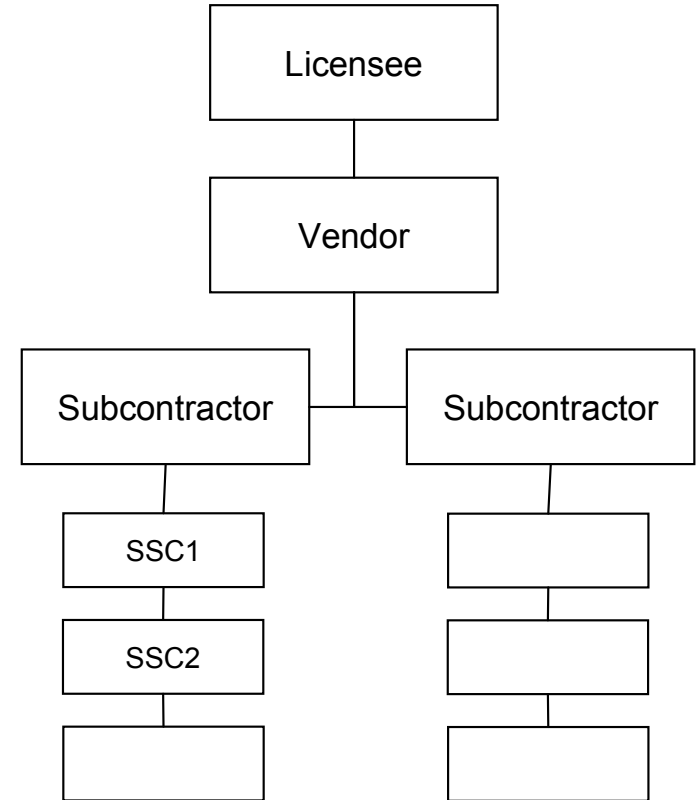 Licensee
Vendor
Subcontractor
Subcontractor
SSC1
SSC2